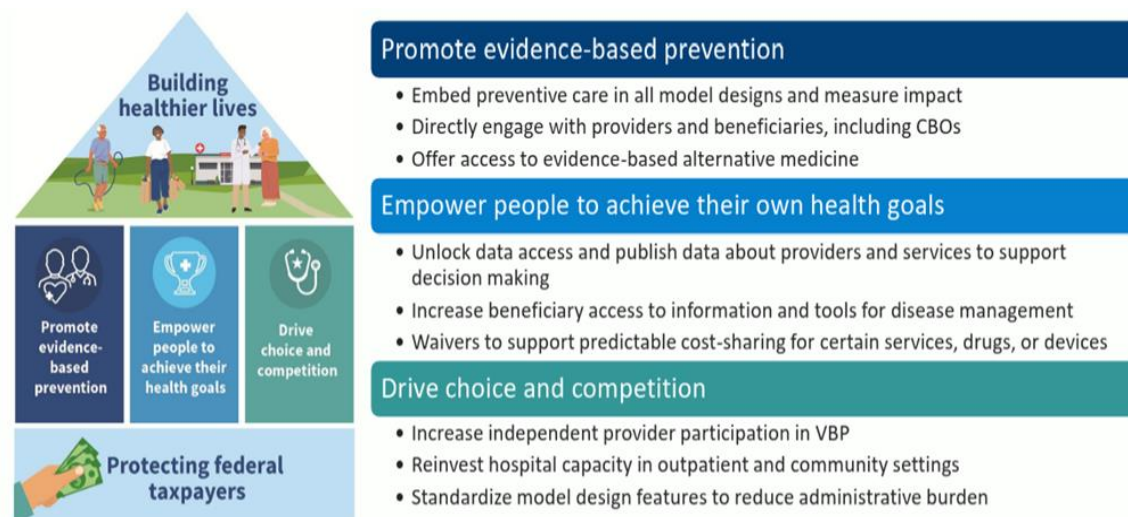 Building
healthier lives
Promote
evidence-
based
prevention
Empower
people to
achieve their
health goals
Drive
choice and
competition
Protecting federal
taxpayers
Promote evidence-based prevention
• Embed preventive care in all model designs and measure impact
• Directly engage with providers and beneficiaries, including CBOs
• Offer access to evidence-based alternative medicine
Empower people to achieve their own health goals
• Unlock data access and publish data about providers and services to support
decision making
• Increase beneficiary access to information and tools for disease management
• Waivers to support predictable cost-sharing for certain services, drugs, or devices
Drive choice and competition
• Increase independent provider participation in VBP
• Reinvest hospital capacity in outpatient and community settings
• Standardize model design features to reduce administrative burden